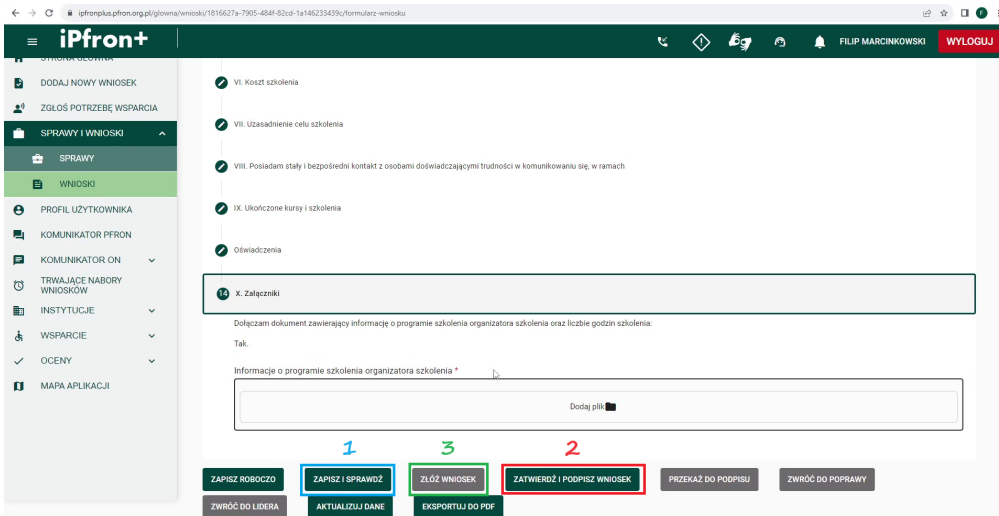 ipfronplus.pfron.org.pl/glowna/wnioski/1816627a-7905-484f-82cd-1a146233439c/formularz-wniosku
iPfron+
FILIP MARCINKOWSKI
WYLOGUJ
STRONA GŁÓWNA
DODAJ NOWY WNIOSEK
ZGŁOŚ POTRZEBĘ WSPARCIA
SPRAWY I WNIOSKI
SPRAWY
WNIOSKI
PROFIL UŻYTKOWNIKA
KOMUNIKATOR PFRON
KOMUNIKATOR ON
TRWAJĄCE NABORY
WNIOSKÓW
INSTYTUCJE
WSPARCIE
OCENY
MAPA APLIKACJI
VI. Koszt szkolenia
VII. Uzasadnienie celu szkolenia
VIII. Posiadam stały i bezpośredni kontakt z osobami doświadczającymi trudności w komunikowaniu się, w ramach
IX. Ukończone kursy i szkolenia
Oświadczenia
14 X. Załączniki
Dołączam dokument zawierający informację o programie szkolenia organizatora szkolenia oraz liczbie godzin szkolenia:
Tak.
Informacje o programie szkolenia organizatora szkolenia *
Dodaj plik
1 3 2
ZAPISZ ROBOCZO ZAPISZ I SPRAWDŹ ZŁÓŻ WNIOSEK ZATWIERDŹ I PODPISZ WNIOSEK PRZEKAŻ DO PODPISU ZWRÓĆ DO POPRAWY
ZWRÓĆ DO LIDERA AKTUALIZUJ DANE EKSPORTUJ DO PDF